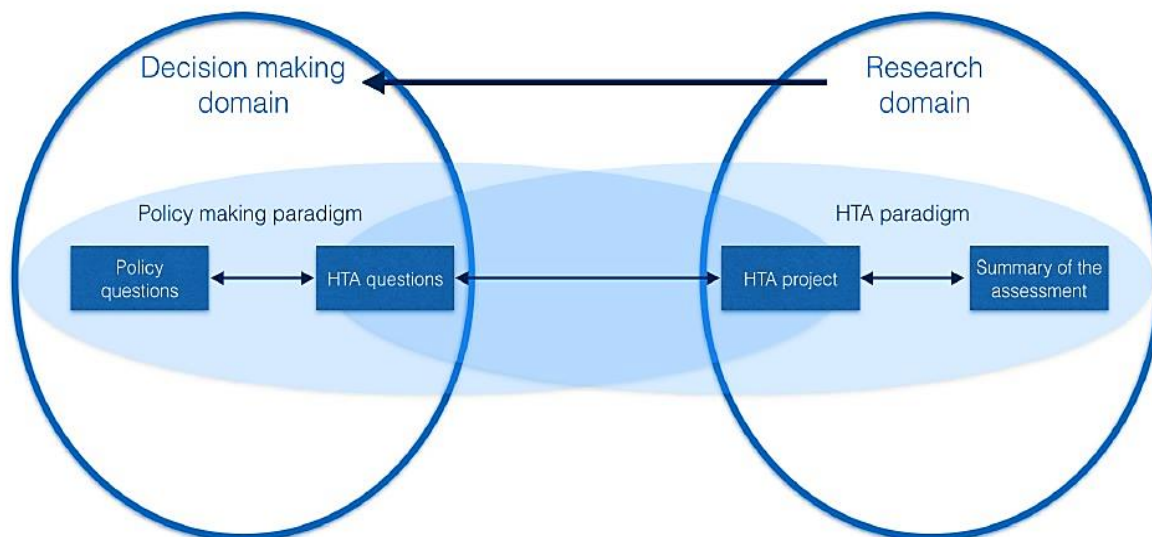 Decision making
domain
Research
domain
Policy making paradigm
HTA paradigm
Policy
questions
HTA questions
HTA project
Summary of the
assessment